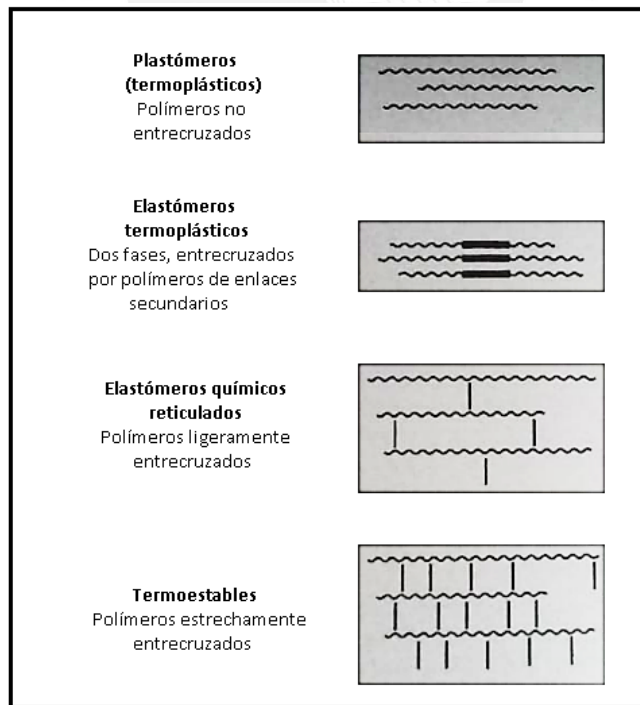 Plastómeros
(termoplásticos)
Polímeros no
entrecruzados
Elastómeros
termoplásticos
Dos fases, entrecruzados
por polímeros de enlaces
secundarios
Elastómeros químicos
reticulados
Polímeros ligeramente
entrecruzados
Termoestables
Polímeros estrechamente
entrecruzados